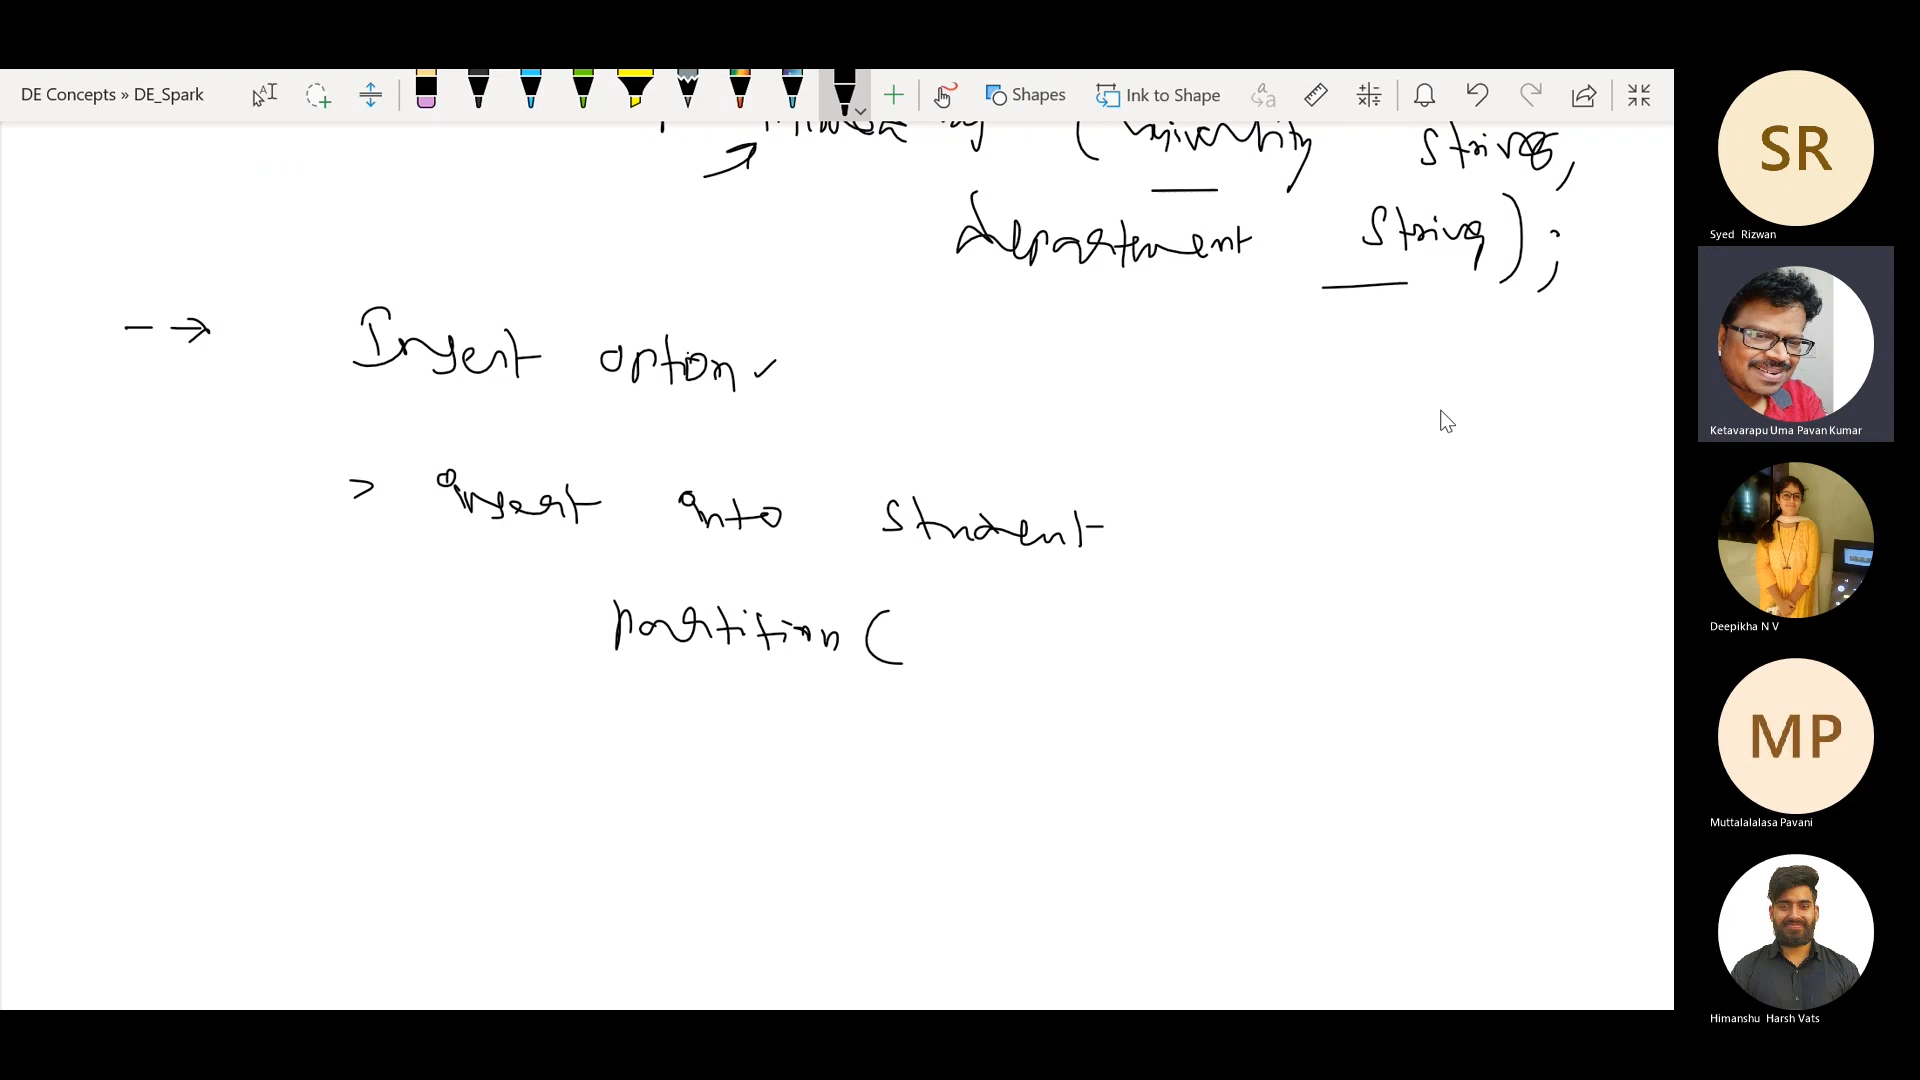 DE Concepts » DE_Spark
Shapes
Ink to Shape
(University String,
department String);
--> Insert option ✓
> insert into student
partition (
SR
Syed Rizwan
Ketavarapu Uma Pavan Kumar
Deepikha N V
MP
Muttalalalasa Pavani
Himanshu Harsh Vats